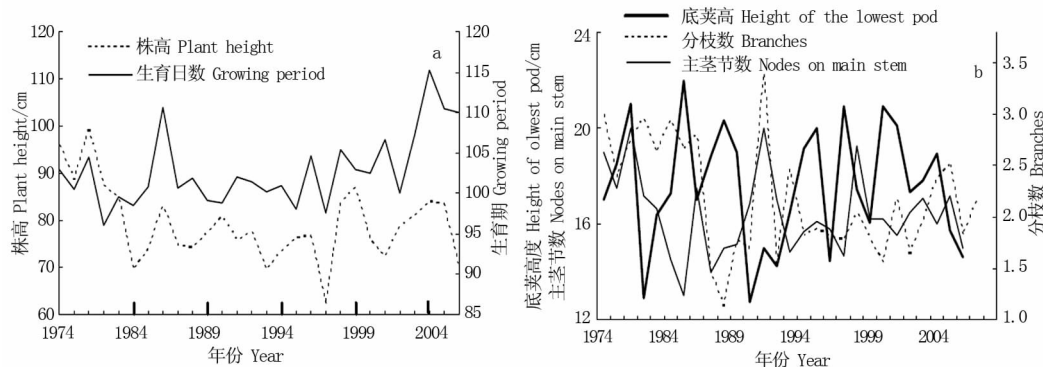 120
110
100
90
80
70
60
株高 Plant height/cm
株高 Plant height
生育日数 Growing period
a
120
115
110
105
100
95
90
85
生育期 Growing period
1974
1984
1989
1994
1999
2004
年份 Year
24
20
16
12
底荚高度 Height of olwest pod/cm
主茎节数 Nodes on main stem
底荚高 Height of the lowest pod
分枝数 Branches
主茎节数 Nodes on main stem
b
3.5
3.0
2.5
2.0
1.5
1.0
分枝数 Branches
1974
1984
1989
1994
1999
2004
年份 Year